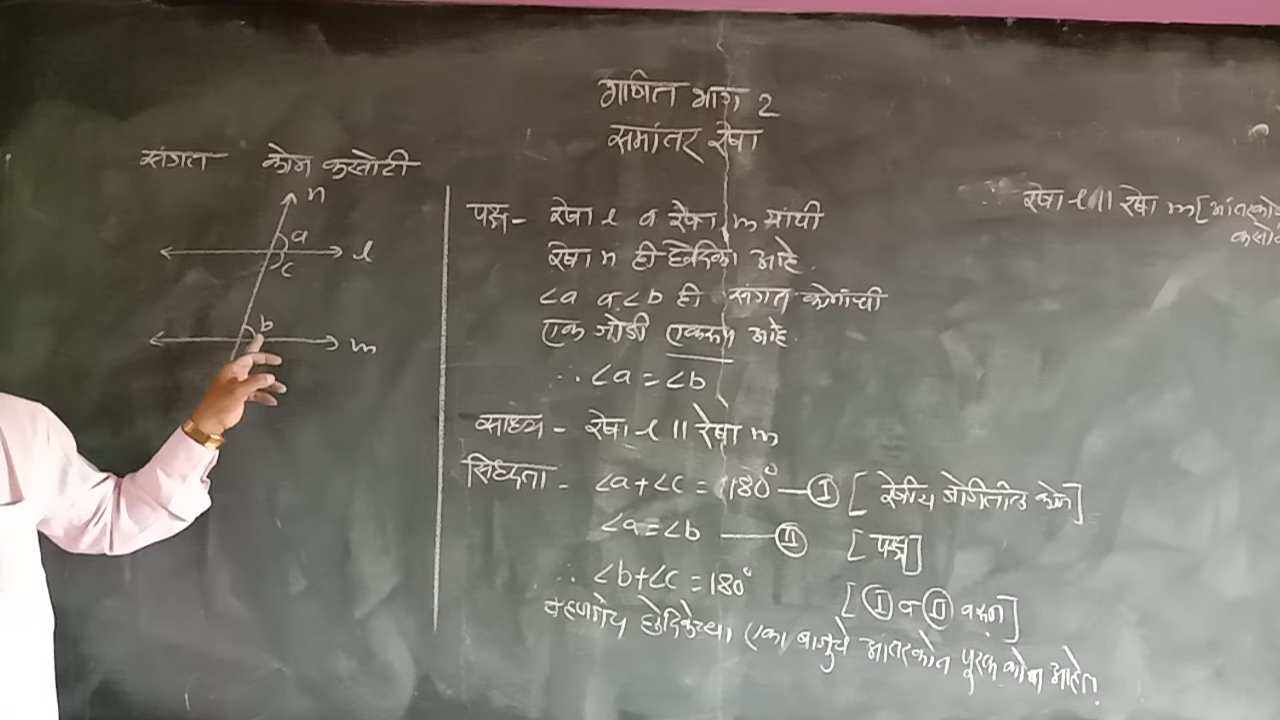 गणित भाग 2
समांतर रेषा
संगत कोन कसोटी
n
a
l
c
b
m
पक्ष - रेषा l व रेषा m यांची
रेषा n ही छेदिका आहे.
∠a व ∠b ही संगत कोनांची
एक जोडी एकरूप आहे.
∴ ∠a = ∠b
साध्य - रेषा l || रेषा m
सिध्दता - ∠a + ∠c = 180° — Ⓘ [ रेषीय जोडीतील कोन ]
∠a = ∠b — Ⓘ Ⓘ [ पक्ष ]
∴ ∠b + ∠c = 180° [ Ⓘ व ⒾⒾ वरून ]
म्हणजेच छेदिकेच्या एका बाजुचे आंतरकोन पूरक कोन आहेत
रेषा l || रेषा m [ आंतरको
कसो